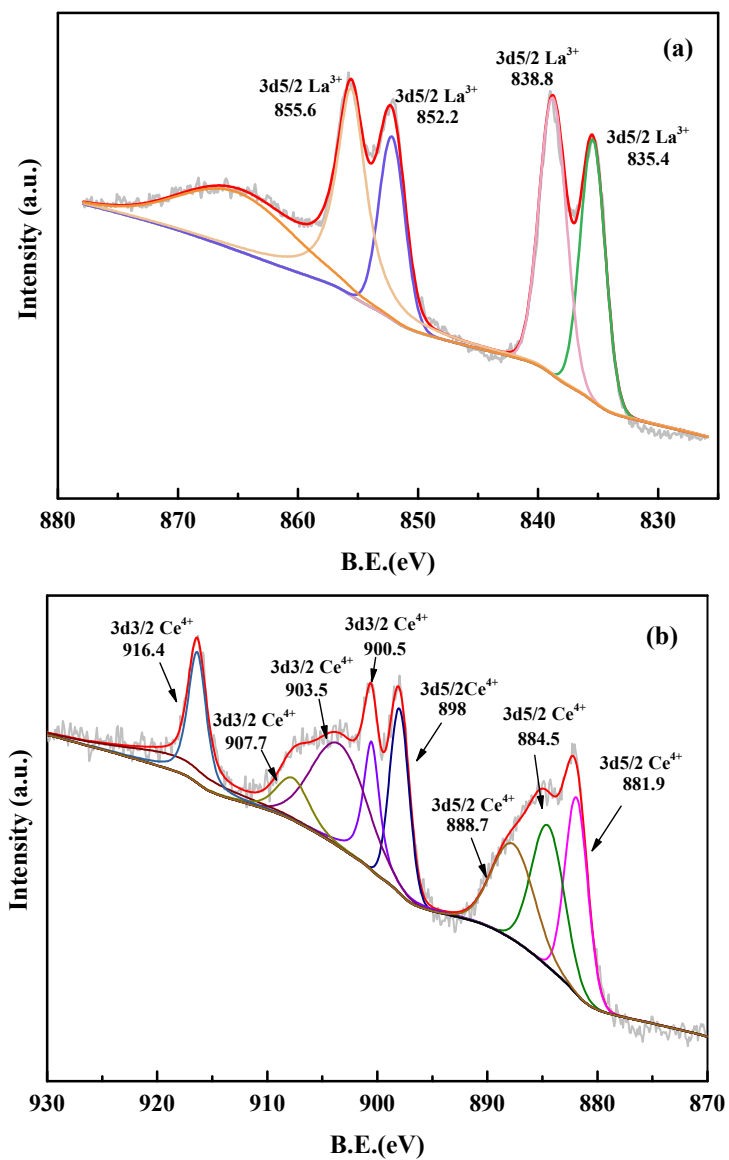 (a)
3d5/2 La³⁺
838.8
3d5/2 La³⁺
855.6
3d5/2 La³⁺
852.2
3d5/2 La³⁺
835.4
Intensity (a.u.)
880 870 860 850 840 830
B.E.(eV)
(b)
3d3/2 Ce⁴⁺
916.4
3d3/2 Ce⁴⁺
900.5
3d3/2 Ce⁴⁺
903.5
3d3/2 Ce⁴⁺
907.7
3d5/2Ce⁴⁺
898
3d5/2 Ce⁴⁺
884.5
3d5/2 Ce⁴⁺
881.9
3d5/2 Ce⁴⁺
888.7
Intensity (a.u.)
930 920 910 900 890 880 870
B.E.(eV)